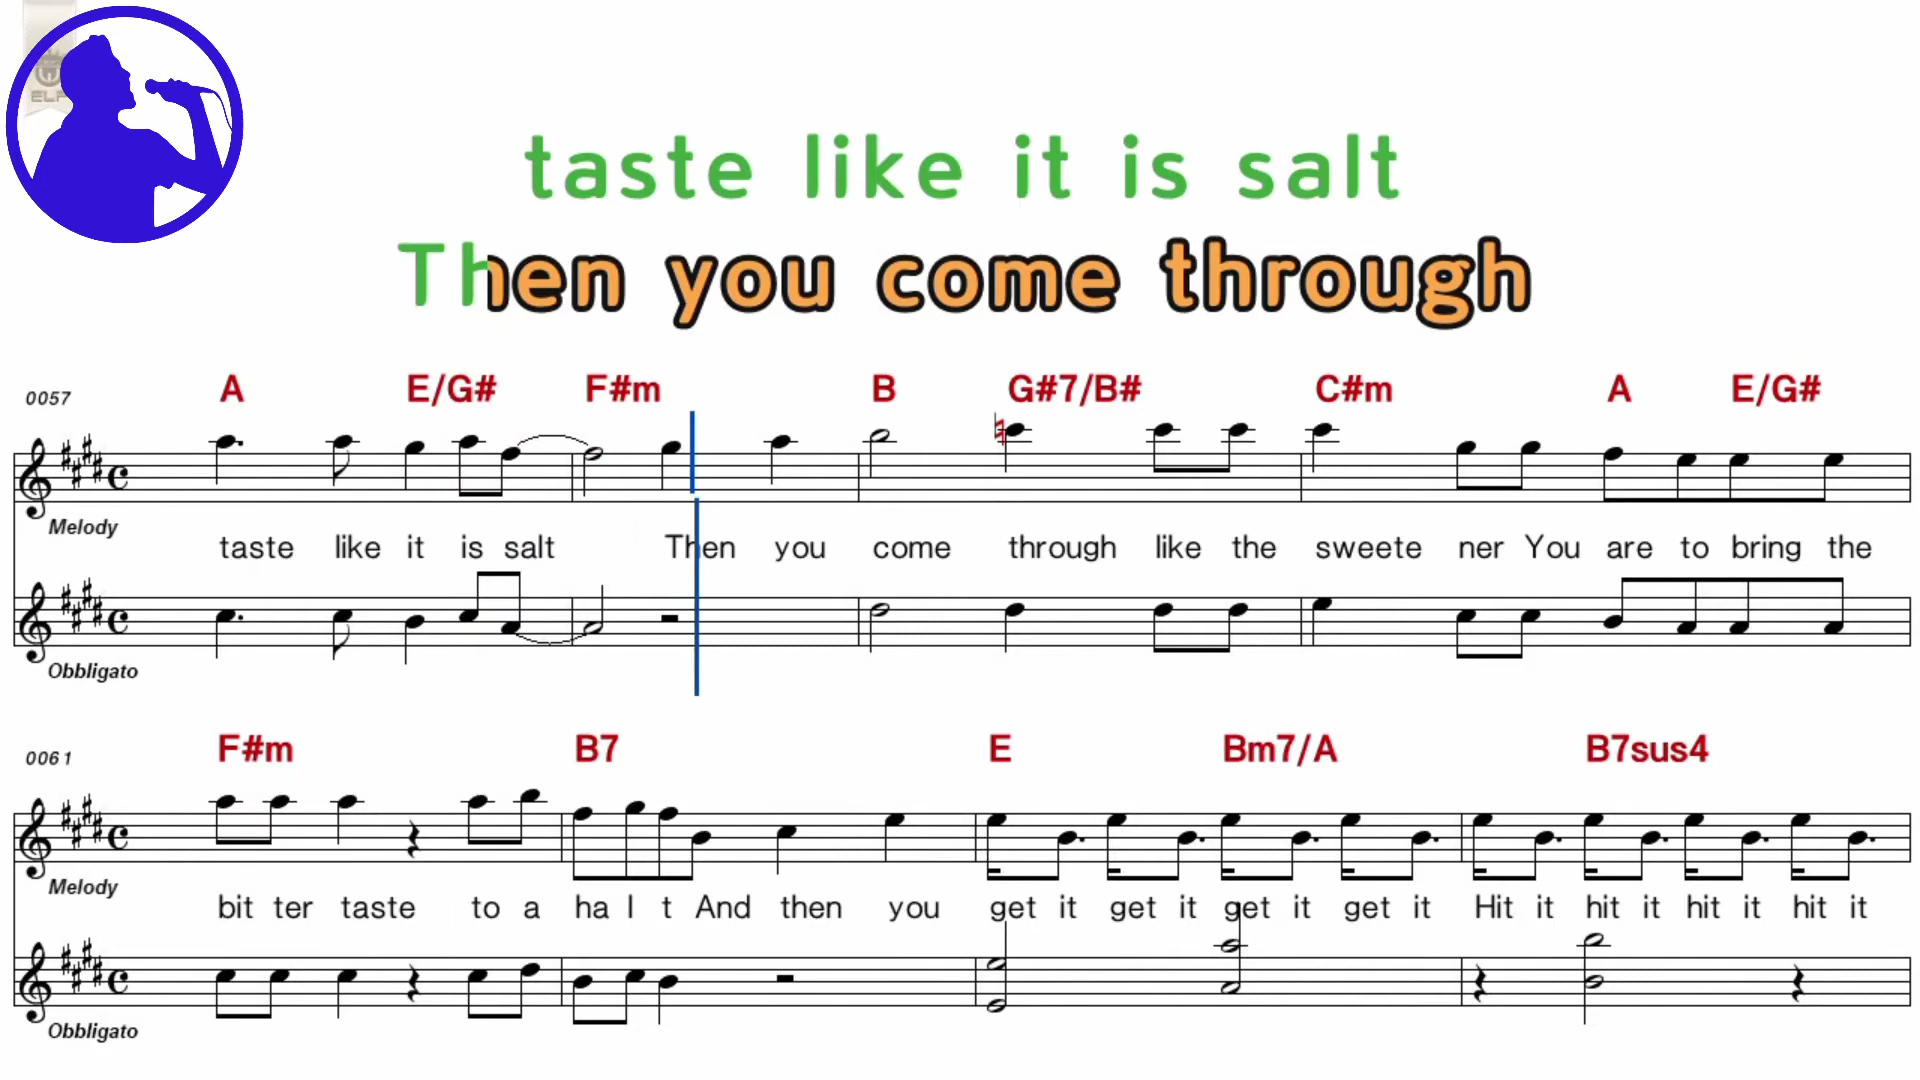 ELF
taste like it is salt
Then you come through
0057 A E/G# F#m B G#7/B# C#m A E/G#
Melody
taste like it is salt Then you come through like the sweete ner You are to bring the
Obbligato
0061 F#m B7 E Bm7/A B7sus4
Melody
bit ter taste to a ha l t And then you get it get it get it get it Hit it hit it hit it hit it
Obbligato